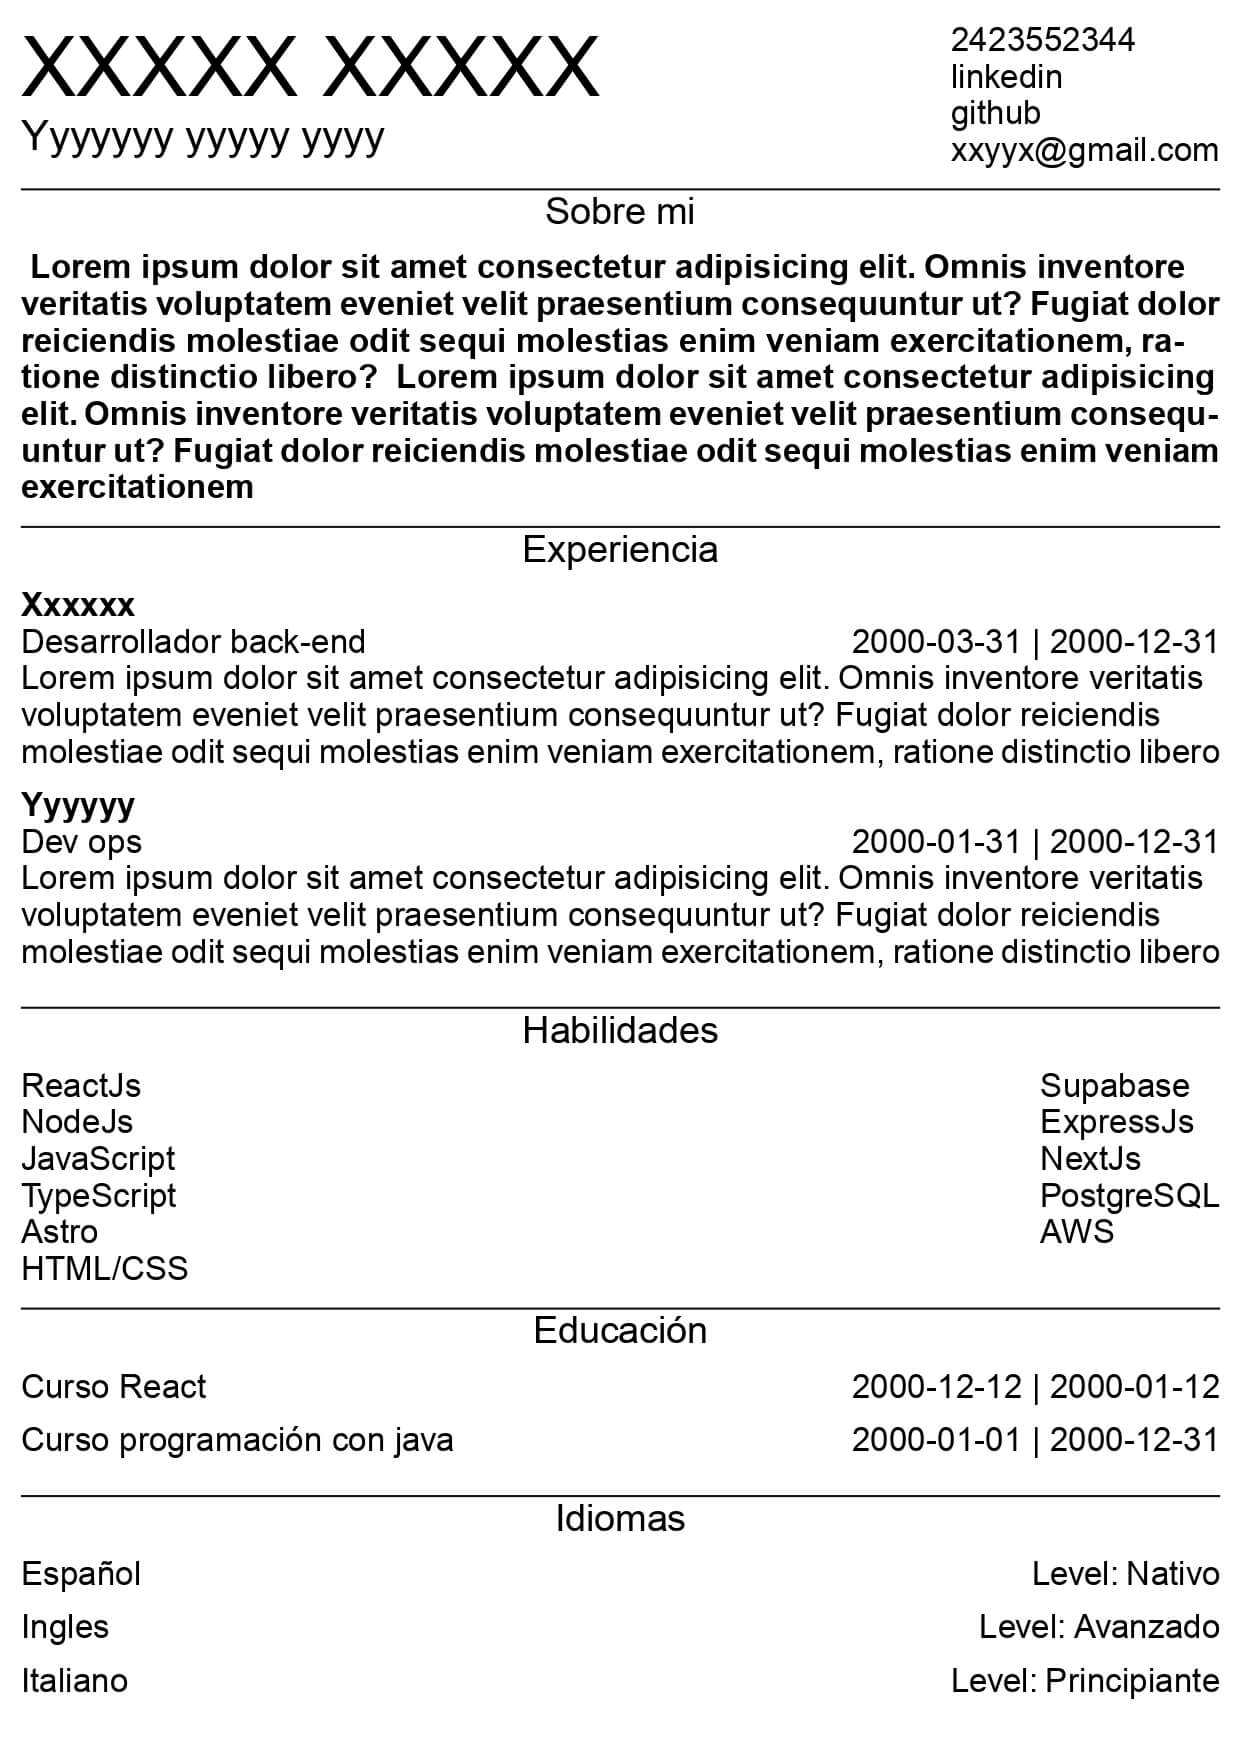 XXXXX XXXXX
Yyyyyyy yyyyy yyyy
2423552344
linkedin
github
xxyyx@gmail.com
Sobre mi
Lorem ipsum dolor sit amet consectetur adipisicing elit. Omnis inventore
veritatis voluptatem eveniet velit praesentium consequuntur ut? Fugiat dolor
reiciendis molestiae odit sequi molestias enim veniam exercitationem, ra-
tione distinctio libero?  Lorem ipsum dolor sit amet consectetur adipisicing
elit. Omnis inventore veritatis voluptatem eveniet velit praesentium consequ-
untur ut? Fugiat dolor reiciendis molestiae odit sequi molestias enim veniam
exercitationem
Experiencia
Xxxxxx
Desarrollador back-end 2000-03-31 | 2000-12-31
Lorem ipsum dolor sit amet consectetur adipisicing elit. Omnis inventore veritatis
voluptatem eveniet velit praesentium consequuntur ut? Fugiat dolor reiciendis
molestiae odit sequi molestias enim veniam exercitationem, ratione distinctio libero
Yyyyyy
Dev ops 2000-01-31 | 2000-12-31
Lorem ipsum dolor sit amet consectetur adipisicing elit. Omnis inventore veritatis
voluptatem eveniet velit praesentium consequuntur ut? Fugiat dolor reiciendis
molestiae odit sequi molestias enim veniam exercitationem, ratione distinctio libero
Habilidades
ReactJs
NodeJs
JavaScript
TypeScript
Astro
HTML/CSS
Supabase
ExpressJs
NextJs
PostgreSQL
AWS
Educación
Curso React 2000-12-12 | 2000-01-12
Curso programación con java 2000-01-01 | 2000-12-31
Idiomas
Español Level: Nativo
Ingles Level: Avanzado
Italiano Level: Principiante